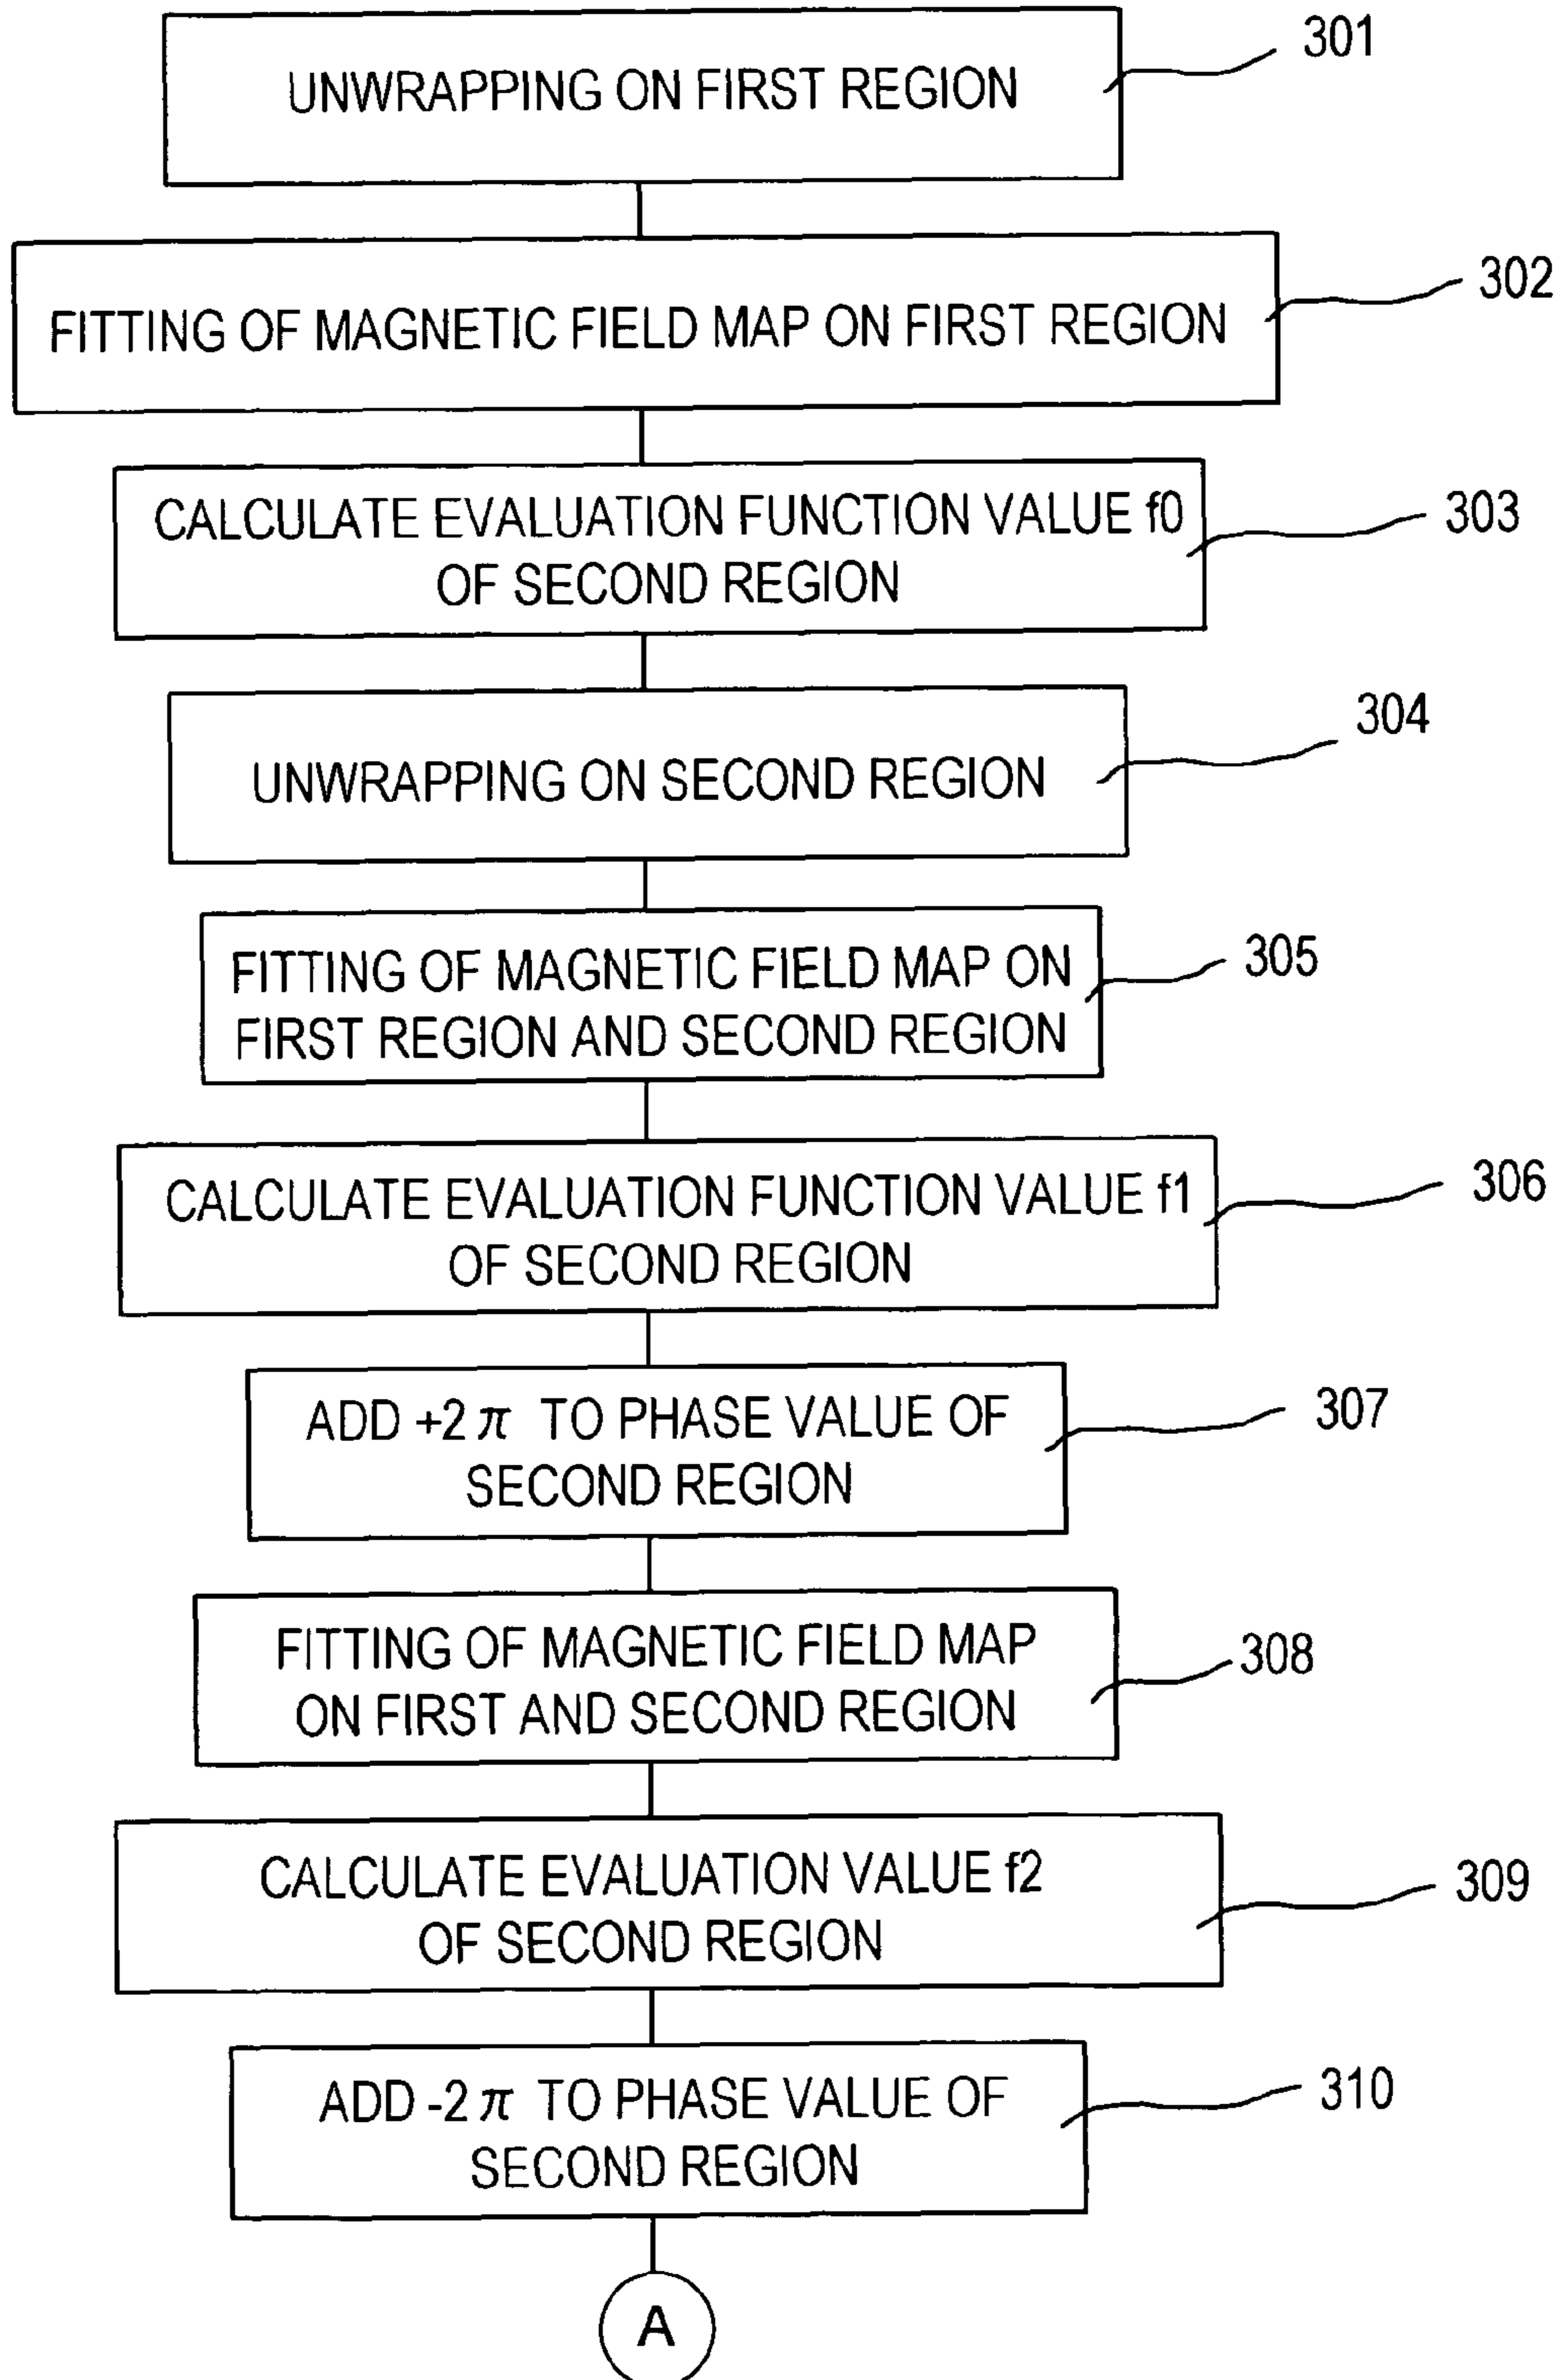 UNWRAPPING ON FIRST REGION
301
FITTING OF MAGNETIC FIELD MAP ON FIRST REGION
302
CALCULATE EVALUATION FUNCTION VALUE f0
OF SECOND REGION
303
UNWRAPPING ON SECOND REGION
304
FITTING OF MAGNETIC FIELD MAP ON
FIRST REGION AND SECOND REGION
305
CALCULATE EVALUATION FUNCTION VALUE f1
OF SECOND REGION
306
ADD +2π TO PHASE VALUE OF
SECOND REGION
307
FITTING OF MAGNETIC FIELD MAP
ON FIRST AND SECOND REGION
308
CALCULATE EVALUATION VALUE f2
OF SECOND REGION
309
ADD -2π TO PHASE VALUE OF
SECOND REGION
310
A